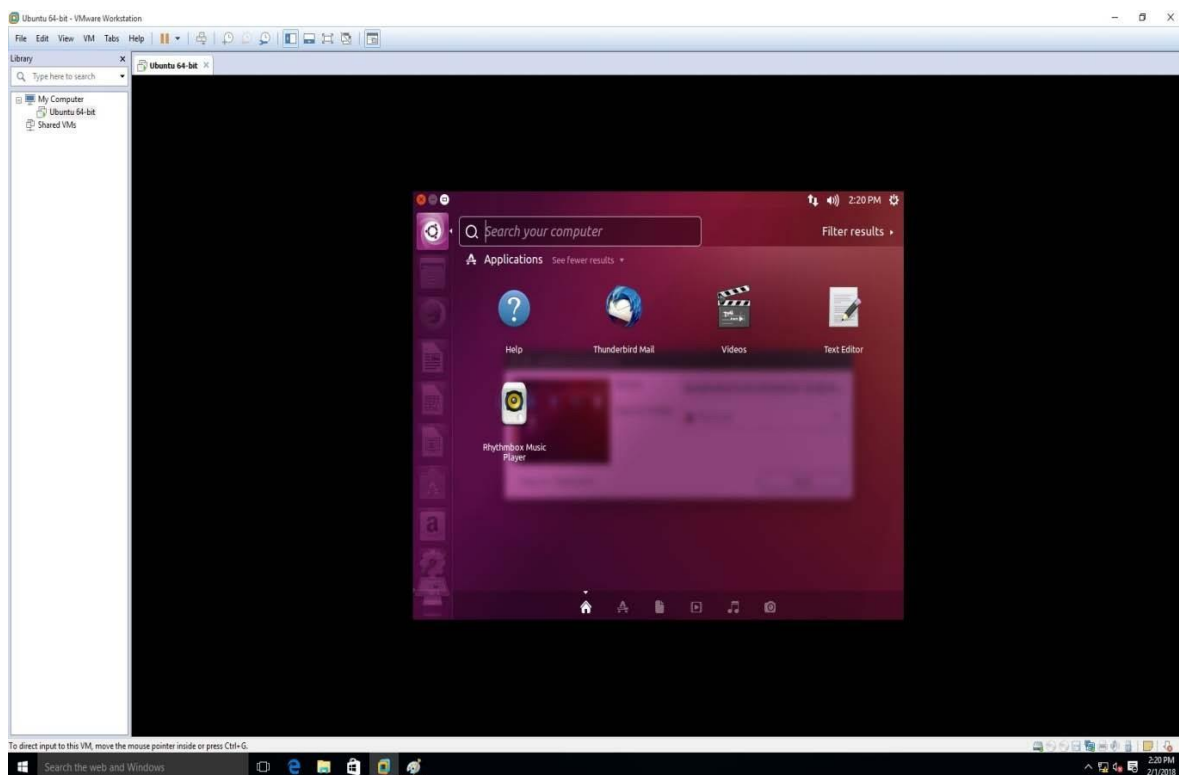 Ubuntu 64-bit - VMware Workstation
File Edit View VM Tabs Help
Library
Type here to search
My Computer
Ubuntu 64-bit
Shared VMs
Ubuntu 64-bit
2:20 PM
Search your computer
Filter results
Applications See fewer results
Help Thunderbird Mail Videos Text Editor
Rhythmbox Music
Player
a
To direct input to this VM, move the mouse pointer inside or press Ctrl+G.
Search the web and Windows
2:20 PM
2/1/2018